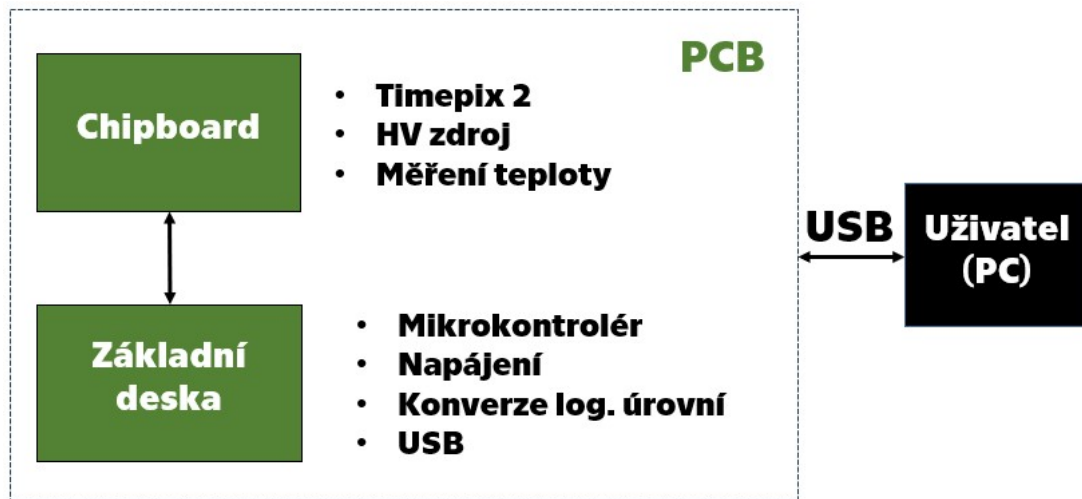 PCB
Chipboard
• Timepix 2
• HV zdroj
• Měření teploty
USB
Uživatel
(PC)
Základní
deska
• Mikrokontrolér
• Napájení
• Konverze log. úrovní
• USB